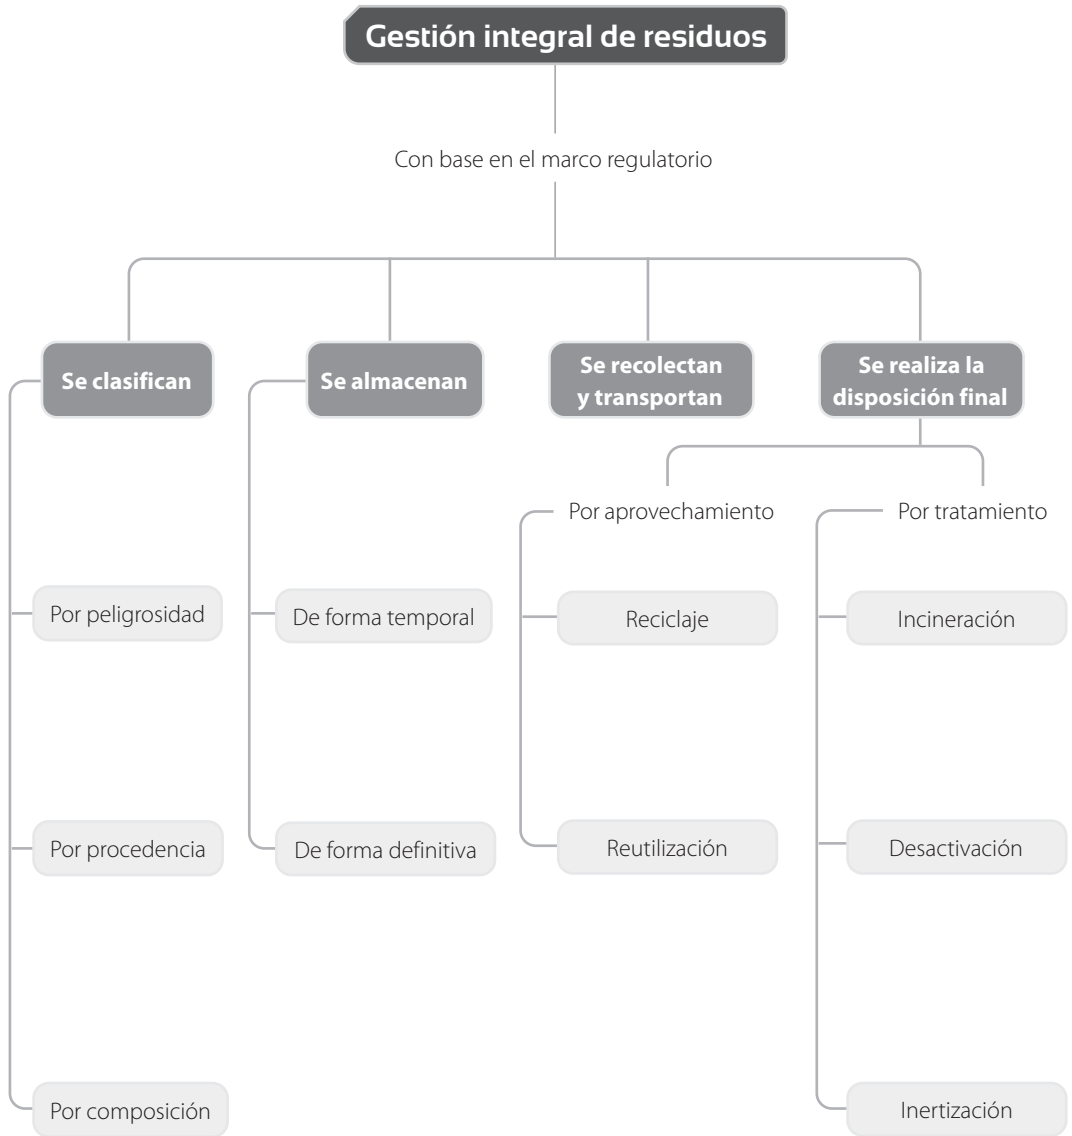 Gestión integral de residuos
Con base en el marco regulatorio
Se clasifican
Se almacenan
Se recolectan
y transportan
Se realiza la
disposición final
Por aprovechamiento
Por tratamiento
Por peligrosidad
De forma temporal
Reciclaje
Incineración
Por procedencia
De forma definitiva
Reutilización
Desactivación
Por composición
Inertización